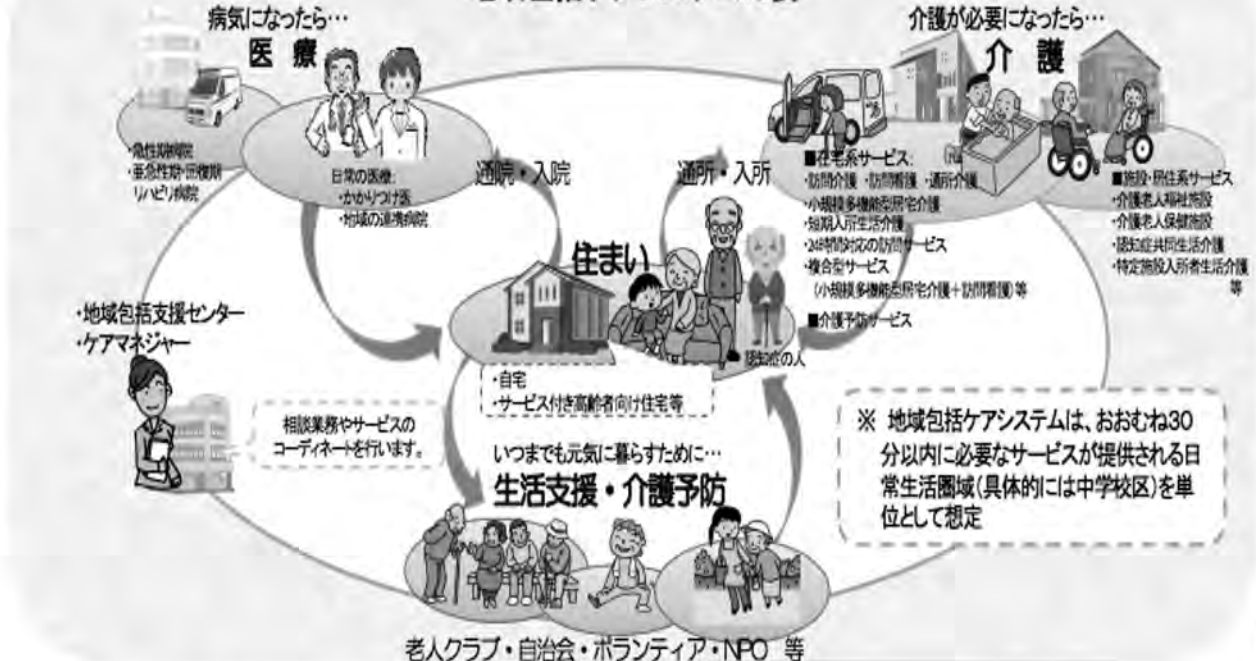 病気になったら…
医 療
・急性期病院
・亜急性期・回復期
リハビリ病院
日常の医療:
・かかりつけ医
・地域の連携病院
通院・入院
通所・入所
介護が必要になったら…
介 護
■在宅系サービス:
・訪問介護 ・訪問看護 ・通所介護
・小規模多機能型居宅介護
・短期入所生活介護
・24時間対応の訪問サービス
・複合型サービス
(小規模多機能型居宅介護+訪問看護)等
■介護予防サービス
■施設・居住系サービス
・介護老人福祉施設
・介護老人保健施設
・認知症共同生活介護
・特定施設入所者生活介護
等
住まい
認知症の人
・自宅
・サービス付き高齢者向け住宅等
・地域包括支援センター
・ケアマネジャー
相談業務やサービスの
コーディネートを行います。
いつまでも元気に暮らすために…
生活支援・介護予防
老人クラブ・自治会・ボランティア・NPO 等
※ 地域包括ケアシステムは、おおむね30
分以内に必要なサービスが提供される日
常生活圏域(具体的には中学校区)を単
位として想定